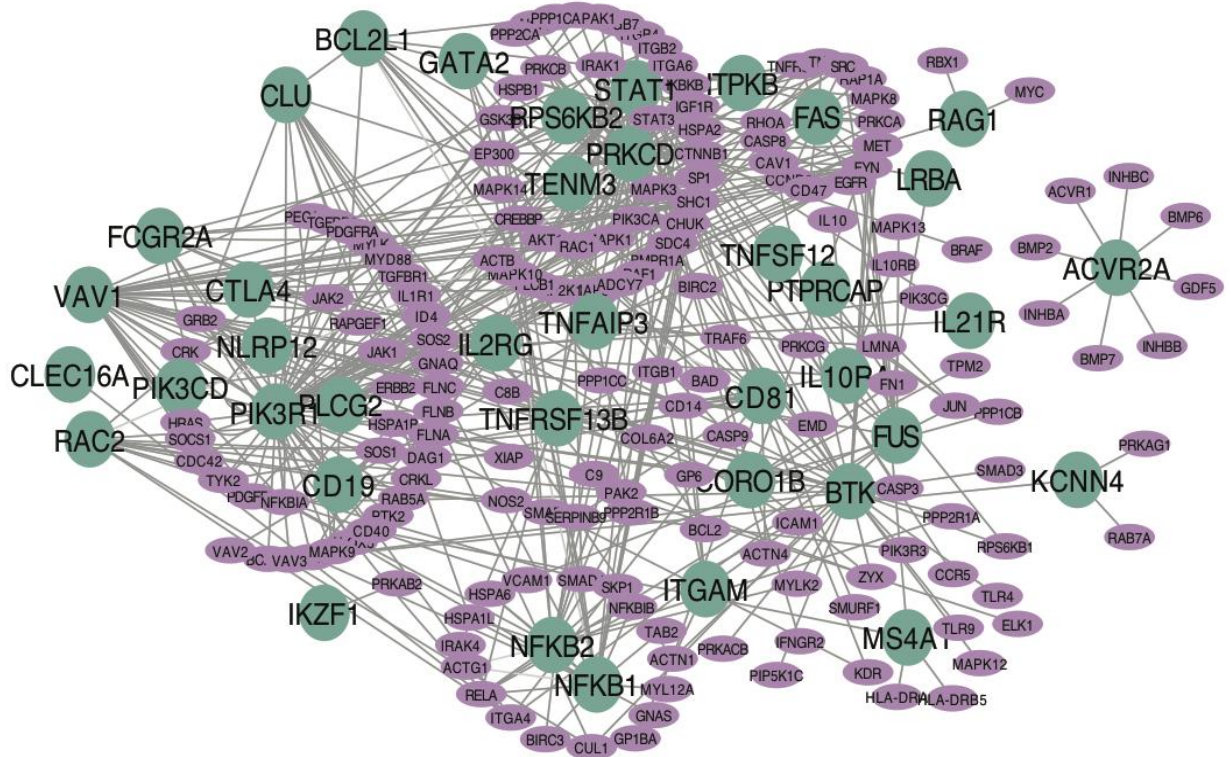 BCL2L1
GATA2
CLU
PPP2CA
PPP1CA
PAK1
ITGB2
PRKCB
IRAK1
ITGA6
HSPB1
STAT1
IKBKB
ITPKB
IGF1R
RPS6KB2
STAT3
HSPA2
PRKCD
CTNNB1
EP300
TENM3
MAPK14
MAPK3
SP1
SHC1
CREBBP
PIK3CA
CHUK
RAC1
SDC4
BMPR1A
ACTB
MAPK10
ADCY7
BIRC2
SRC
RAP1A
MAPK8
FAS
RHOA
PRKCA
CASP8
MET
CAV1
FYN
CD47
EGFR
RBX1
MYC
RAG1
LRBA
IL10
MAPK13
BRAF
IL10RB
TNFSF12
PTPRCAP
PIK3CG
IL21R
ACVR1
INHBC
BMP6
BMP2
ACVR2A
GDF5
INHBA
INHBB
BMP7
FCGR2A
PDGFRA
MYD88
TGFBR1
VAV1
CTLA4
JAK2
IL1R1
GRB2
RAPGEF1
ID4
SOS2
CRK
NLRP12
JAK1
GNAQ
IL2RG
TNFAIP3
CLEC16A
PIK3CD
PIK3R1
PLCG2
ERBB2
FLNC
C8B
FLNB
HSPA1B
FLNA
HRAS
SOCS1
RAC2
SOS1
DAG1
CDC42
CRKL
XIAP
TYK2
CD19
RAB5A
NFKBIA
PTK2
CD40
VAV2
VAV3
MAPK9
TNFRSF13B
TRAF6
PRKCG
LMNA
PPP1CC
ITGB1
BAD
CD81
FN1
TPM2
CD14
JUN
PPP1CB
COL6A2
CASP9
EMD
FUS
C9
GP6
CORO1B
BTK
CASP3
SMAD3
KCNN4
PRKAG1
RAB7A
NOS2
PAK2
SERPINB9
PPP2R1B
BCL2
ICAM1
PPP2R1A
ACTN4
PIK3R3
RPS6KB1
IKZF1
PRKAB2
VCAM1
SKP1
HSPA6
NFKBIB
ITGAM
MYLK2
ZYX
CCR5
TLR4
HSPA1L
SMURF1
ELK1
IRAK4
NFKB2
TAB2
PRKACB
IFNGR2
MS4A1
TLR9
ACTG1
ACTN1
MAPK12
RELA
NFKB1
MYL12A
PIP5K1C
KDR
HLA-DRA
HLA-DRB5
ITGA4
GNAS
BIRC3
CUL1
GP1BA